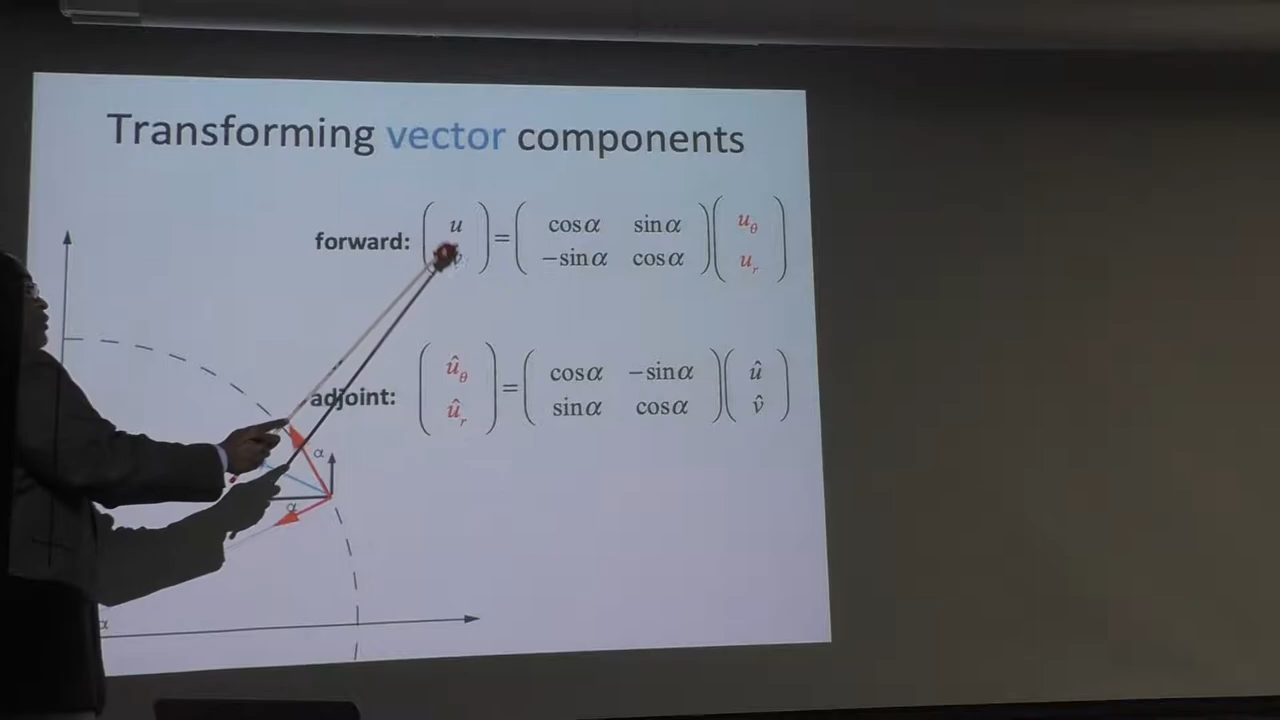 Transforming vector components
forward: ( u v ) = ( cos α sin α −sin α cos α ) ( u_θ u_r )
adjoint: ( û_θ û_r ) = ( cos α −sin α sin α cos α ) ( û v̂ )
α
α
α